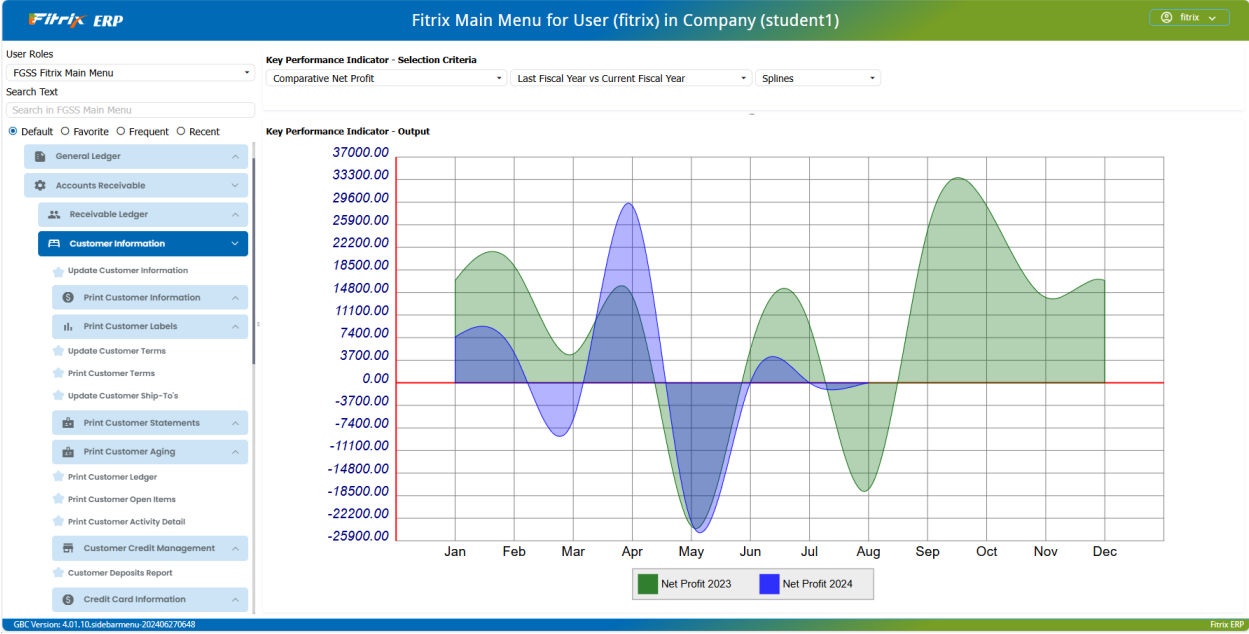 Fitrix ERP
Fitrix Main Menu for User (fitrix) in Company (student1)
fitrix
User Roles
FGSS Fitrix Main Menu
Search Text
Search in FGSS Main Menu
Default Favorite Frequent Recent
General Ledger
Accounts Receivable
Receivable Ledger
Customer Information
Update Customer Information
Print Customer Information
Print Customer Labels
Update Customer Terms
Print Customer Terms
Update Customer Ship-To's
Print Customer Statements
Print Customer Aging
Print Customer Ledger
Print Customer Open Items
Print Customer Activity Detail
Customer Credit Management
Customer Deposits Report
Credit Card Information
Key Performance Indicator - Selection Criteria
Comparative Net Profit Last Fiscal Year vs Current Fiscal Year Splines
Key Performance Indicator - Output
37000.00
33300.00
29600.00
25900.00
22200.00
18500.00
14800.00
11100.00
7400.00
3700.00
0.00
-3700.00
-7400.00
-11100.00
-14800.00
-18500.00
-22200.00
-25900.00
Jan Feb Mar Apr May Jun Jul Aug Sep Oct Nov Dec
Net Profit 2023 Net Profit 2024
GBC Version: 4.01.10.sidebarmenu-202406270648
Fitrix ERP